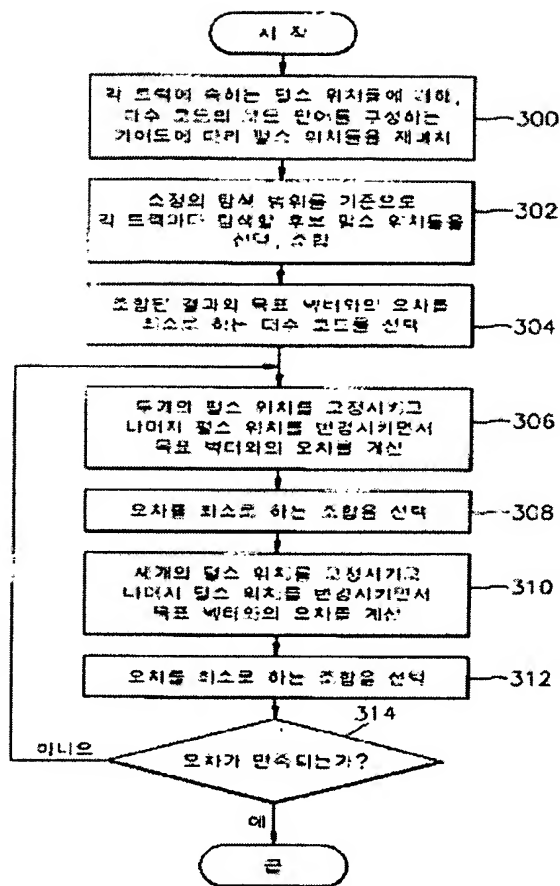 시 작
각 트랙에 속하는 펄스 위치들에 대해,
대수 코드의 코드 단어를 구성하는
기여도에 따라 펄스 위치들을 재배치
300
소정의 탐색 범위를 기준으로
각 트랙마다 탐색할 후보 펄스 위치들을
선택, 조합
302
조합된 결과와 목표 벡터와의 오차를
최소로 하는 대수 코드를 선택
304
두개의 펄스 위치를 고정시키고
나머지 펄스 위치를 변경시키면서
목표 벡터와의 오차를 계산
306
오차를 최소로 하는 조합을 선택
308
세개의 펄스 위치를 고정시키고
나머지 펄스 위치를 변경시키면서
목표 벡터와의 오차를 계산
310
오차를 최소로 하는 조합을 선택
312
314
오차가 만족되는가?
아니오
예
끝